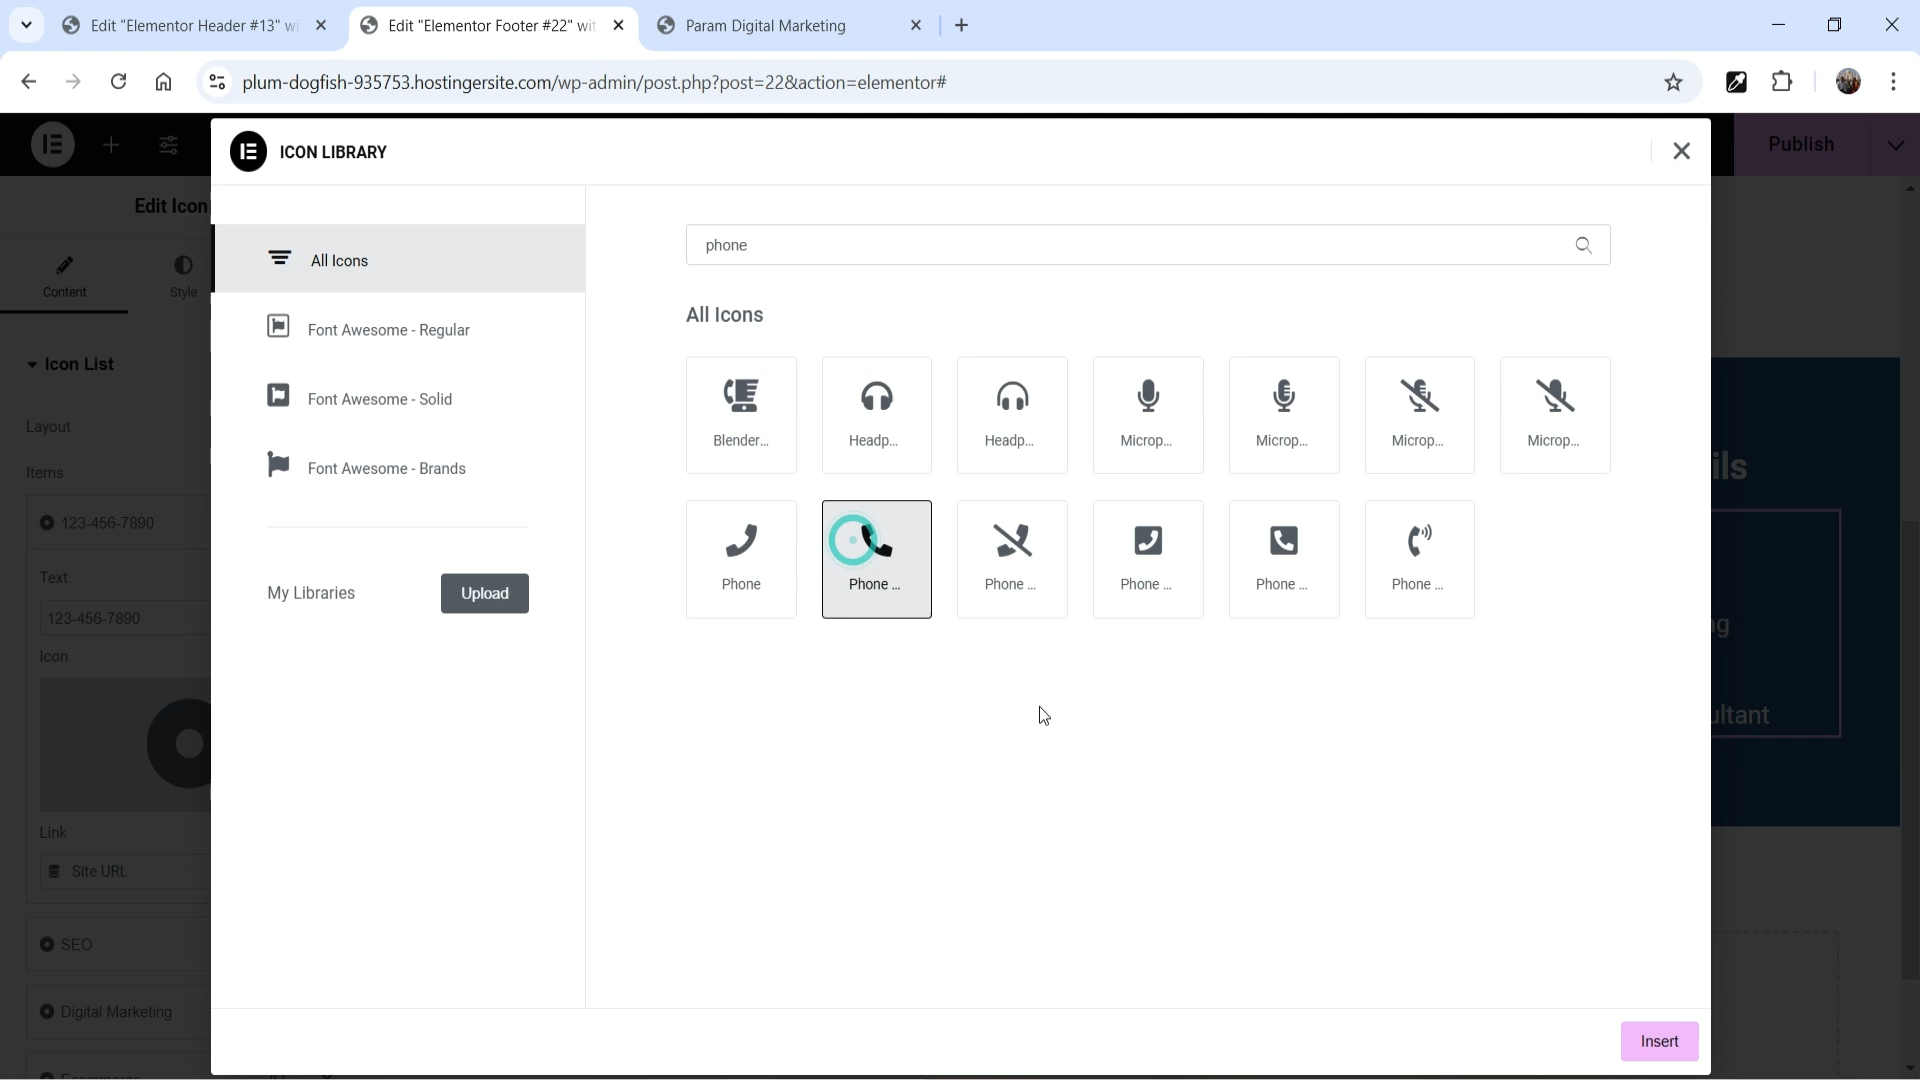 Edit "Elementor Header #13" wi
Edit "Elementor Footer #22" wit
Param Digital Marketing
plum-dogfish-935753.hostingersite.com/wp-admin/post.php?post=22&action=elementor#
Publish
ICON LIBRARY
Edit Icon
Content
Style
All Icons
Font Awesome - Regular
Font Awesome - Solid
Font Awesome - Brands
My Libraries
Upload
phone
All Icons
Blender...
Headp...
Headp...
Microp...
Microp...
Microp...
Microp...
Phone
Phone ...
Phone ...
Phone ...
Phone ...
Phone ...
Icon List
Layout
Items
123-456-7890
Text
123-456-7890
Icon
Link
Site URL
SEO
Digital Marketing
Ecommerce
ils
ng
ultant
Insert